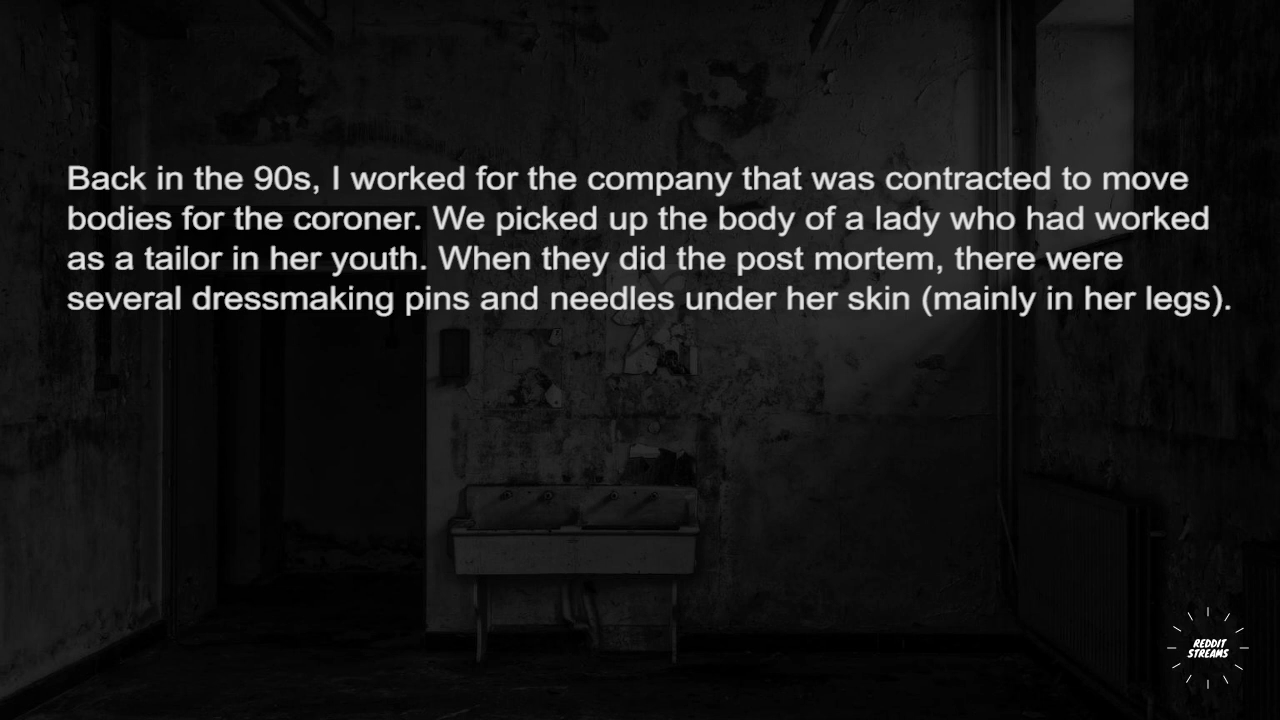 Back in the 90s, I worked for the company that was contracted to move
bodies for the coroner. We picked up the body of a lady who had worked
as a tailor in her youth. When they did the post mortem, there were
several dressmaking pins and needles under her skin (mainly in her legs).
REDDIT
STREAMS